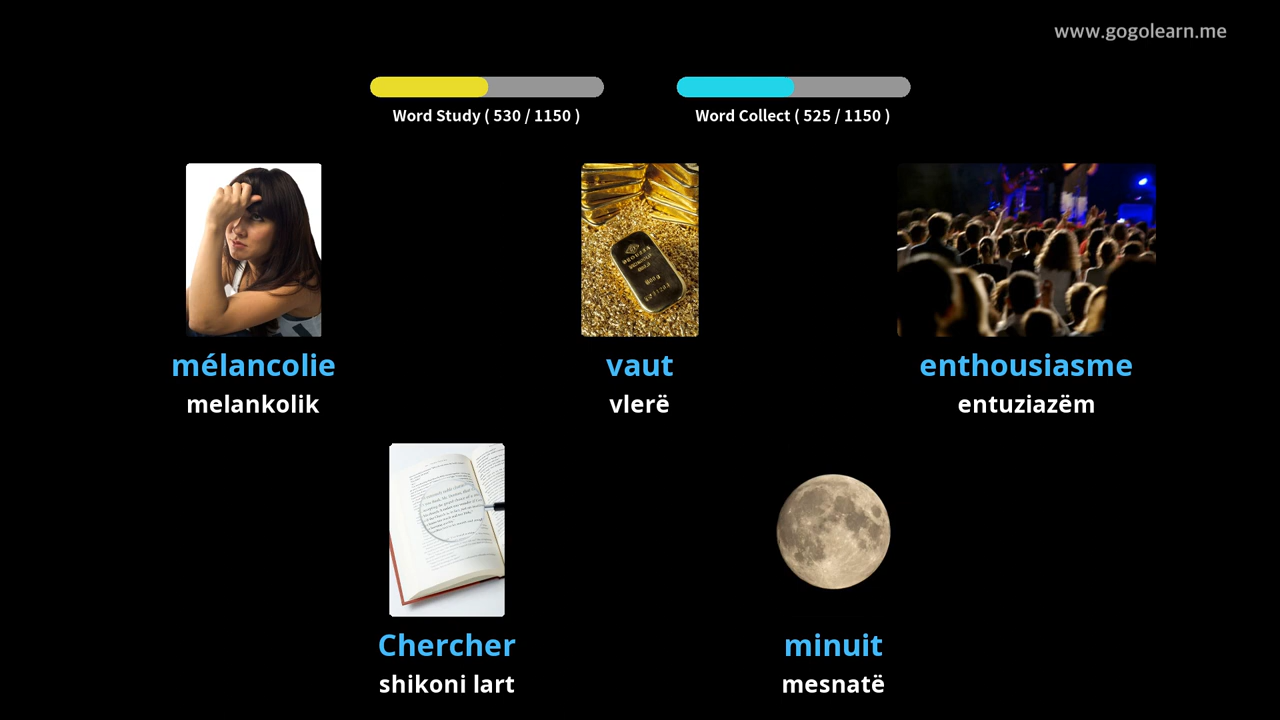 www.gogolearn.me
Word Study ( 530 / 1150 )
Word Collect ( 525 / 1150 )
mélancolie
melankolik
vaut
vlerë
enthousiasme
entuziazëm
Chercher
shikoni lart
minuit
mesnatë